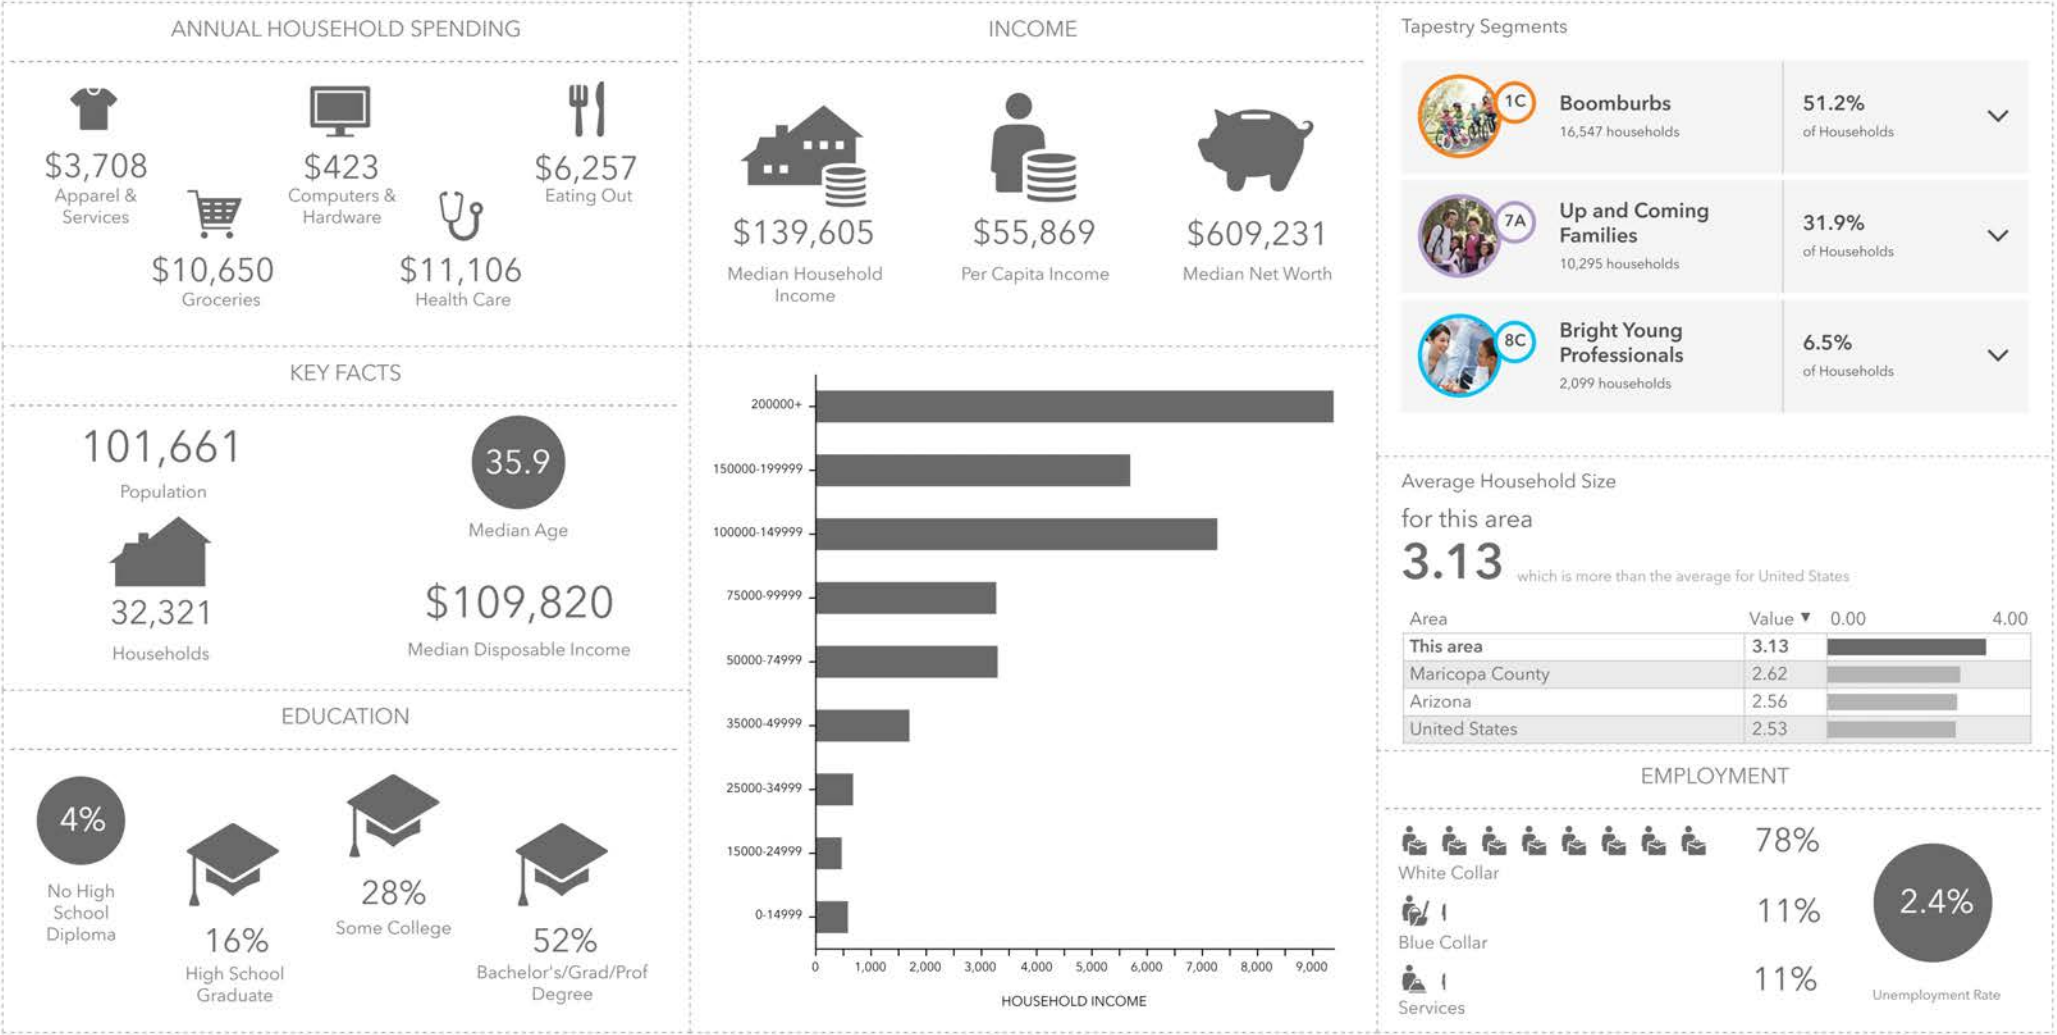 ANNUAL HOUSEHOLD SPENDING
$3,708
Apparel &
Services
$423
Computers &
Hardware
$6,257
Eating Out
$10,650
Groceries
$11,106
Health Care
KEY FACTS
101,661
Population
35.9
Median Age
32,321
Households
$109,820
Median Disposable Income
EDUCATION
4%
No High
School
Diploma
16%
High School
Graduate
28%
Some College
52%
Bachelor's/Grad/Prof
Degree
INCOME
$139,605
Median Household
Income
$55,869
Per Capita Income
$609,231
Median Net Worth
200000+
150000-199999
100000-149999
75000-99999
50000-74999
35000-49999
25000-34999
15000-24999
0-14999
0 1,000 2,000 3,000 4,000 5,000 6,000 7,000 8,000 9,000
HOUSEHOLD INCOME
Tapestry Segments
1C
Boomburbs
16,547 households
51.2%
of Households
7A
Up and Coming
Families
10,295 households
31.9%
of Households
8C
Bright Young
Professionals
2,099 households
6.5%
of Households
Average Household Size
for this area
3.13 which is more than the average for United States
Area Value ▼ 0.00 4.00
This area 3.13
Maricopa County 2.62
Arizona 2.56
United States 2.53
EMPLOYMENT
78%
White Collar
11%
Blue Collar
11%
Services
2.4%
Unemployment Rate